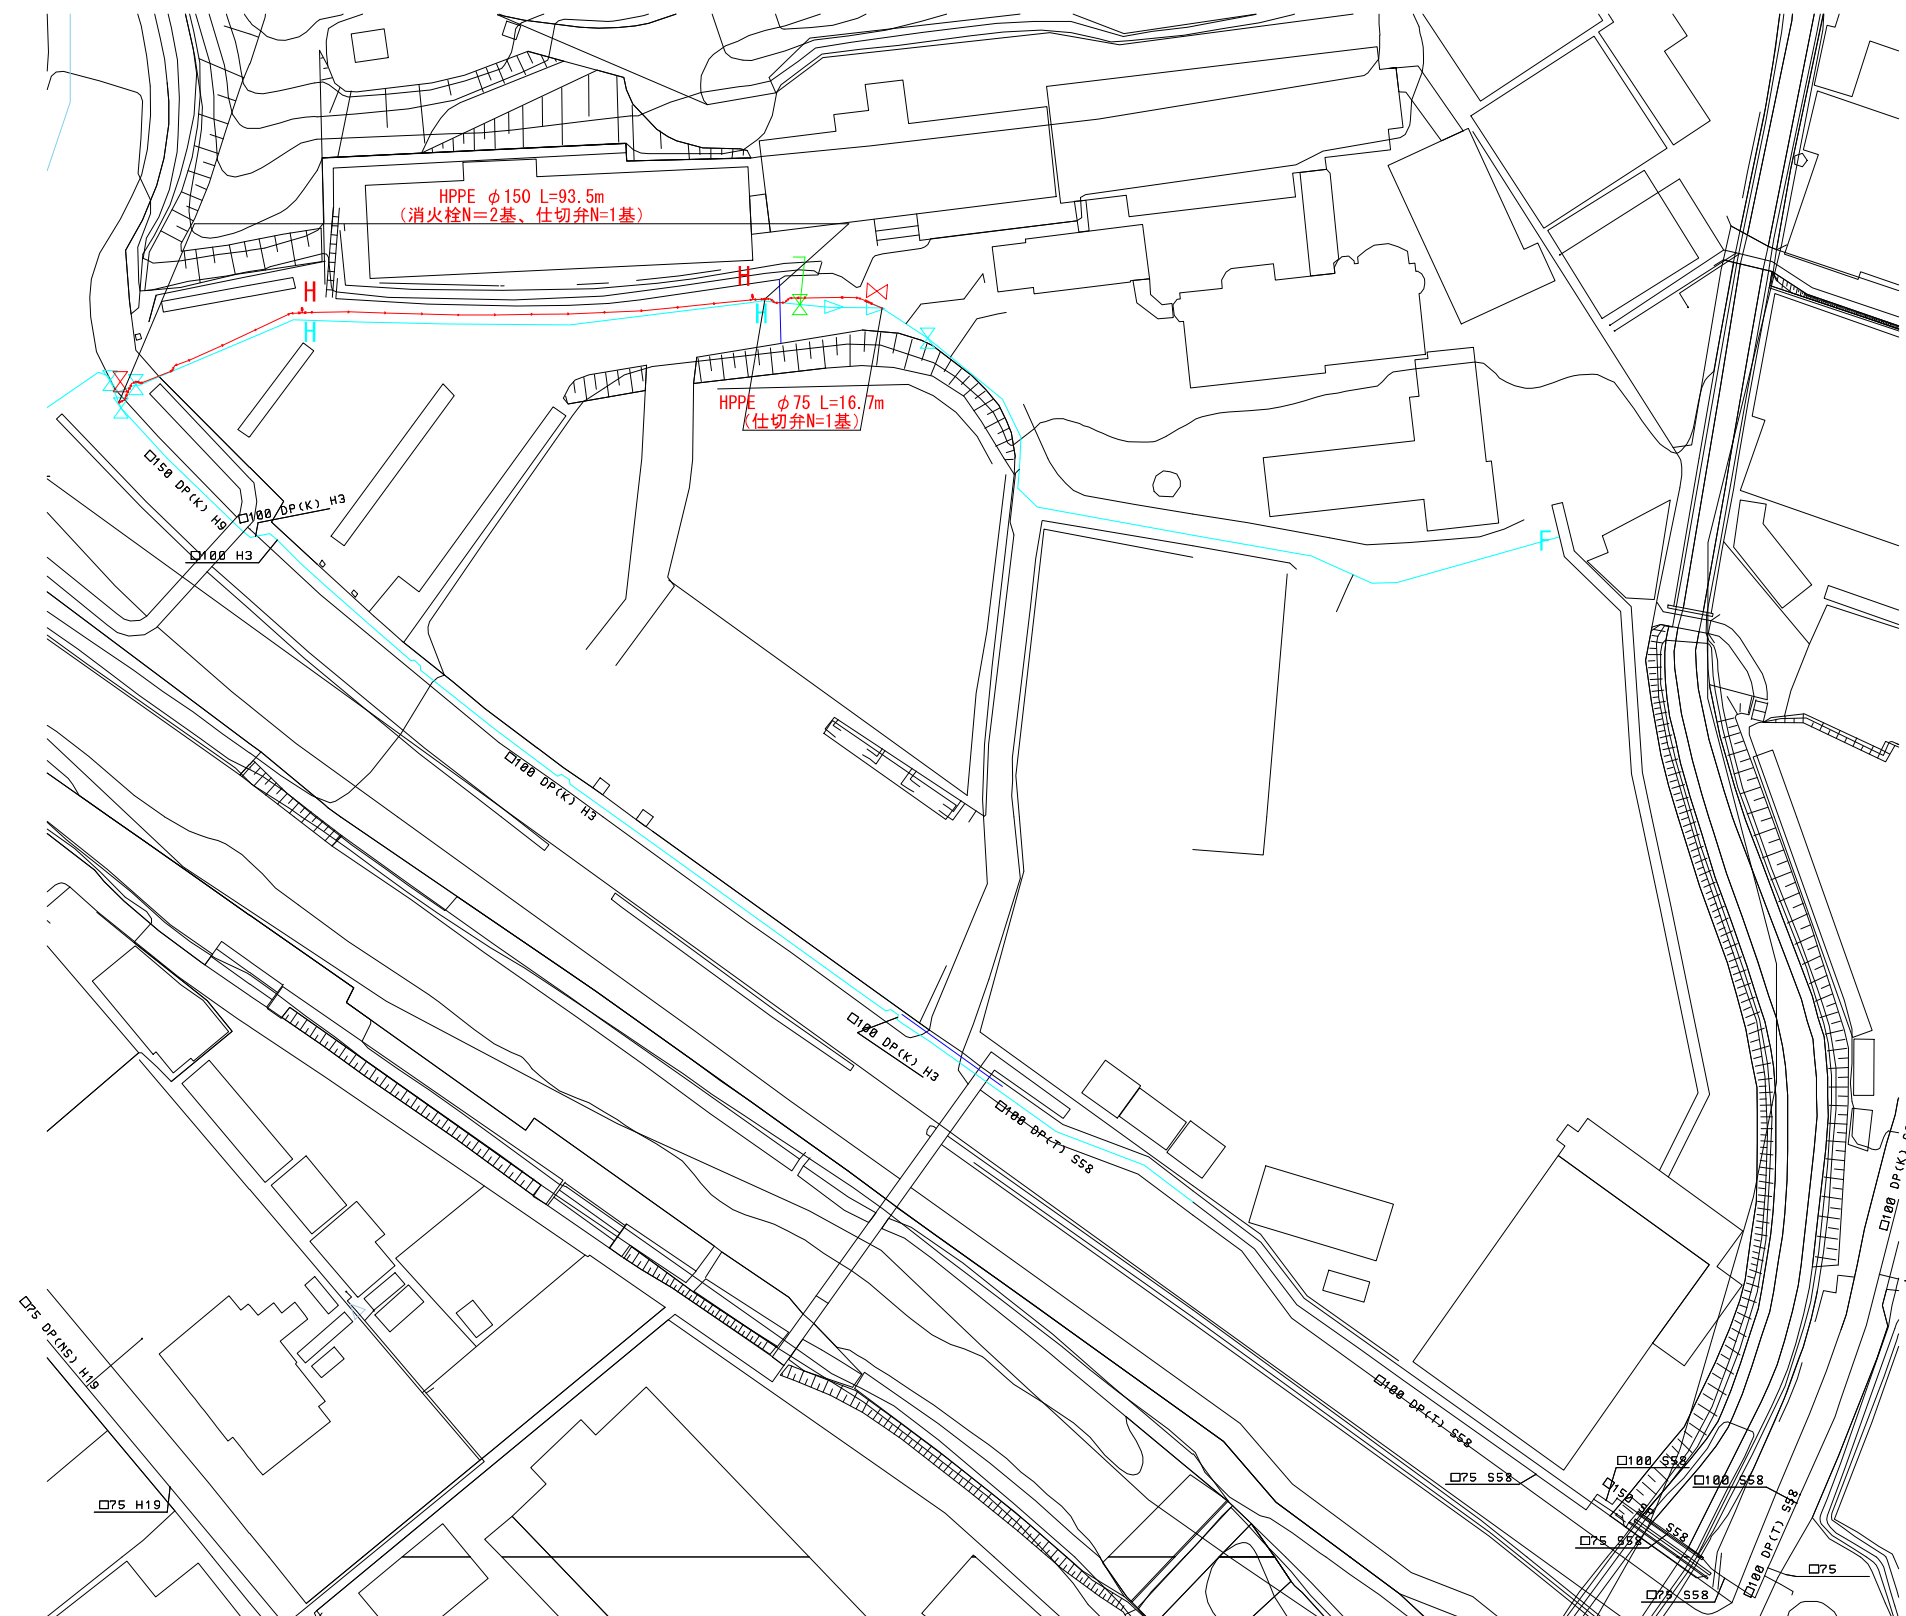 HPPE φ150 L=93.5m
(消火栓N=2基、仕切弁N=1基)
H
H
H
H
HPPE φ75 L=16.7m
(仕切弁N=1基)
□150 DP(K) H9
□100 DP(K) H3
□100 H3
F
□100 DP(K) H3
□100 DP(K) H3
□100 DP(T) S58
□100 DP(K)
□75 DP(NS) H19
□100 DP(T) S58
□75 H19
□75 S58
□100 S58
□100 S58
□150
S58
□75 S58
□100 DP(T) S58
□75
□75 S58